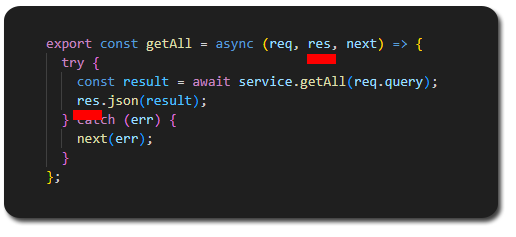 export const getAll = async (req, res, next) => {
try {
const result = await service.getAll(req.query);
res.json(result);
} catch (err) {
next(err);
}
};